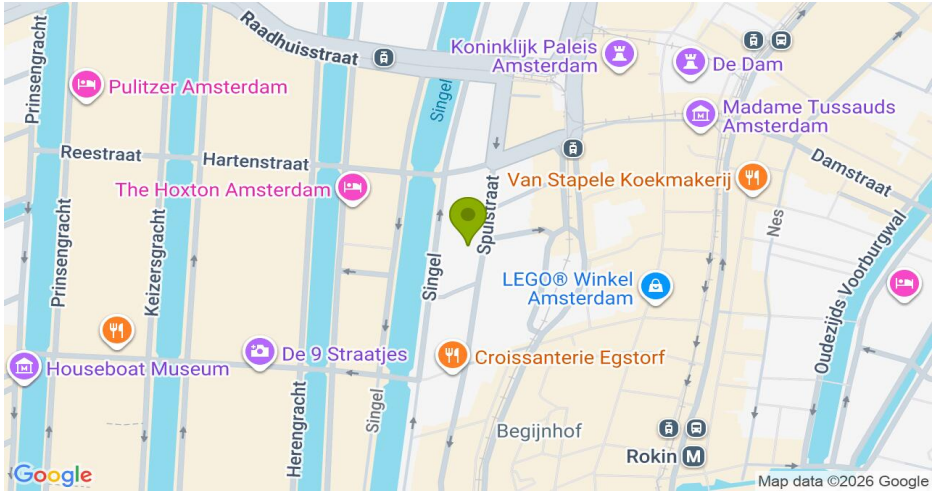 Prinsengracht
Raadhuisstraat
Koninklijk Paleis
Amsterdam
De Dam
Pulitzer Amsterdam
Singel
Madame Tussauds
Amsterdam
Reestraat
Hartenstraat
Damstraat
The Hoxton Amsterdam
Van Stapele Koekmakerij
Prinsengracht
Keizersgracht
Singel
Spuistraat
Nes
Oudezijds Voorburgwal
LEGO® Winkel
Amsterdam
Houseboat Museum
De 9 Straatjes
Croissanterie Egstorf
Herengracht
Singel
Begijnhof
Rokin M
Google
Map data ©2026 Google